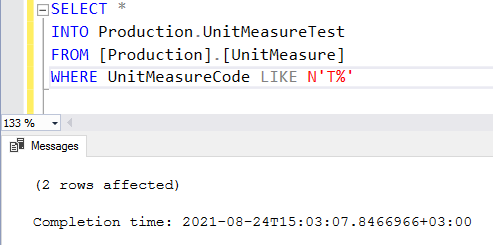 SELECT *
INTO Production.UnitMeasureTest
FROM [Production].[UnitMeasure]
WHERE UnitMeasureCode LIKE N'T%'
133 %
Messages
(2 rows affected)
Completion time: 2021-08-24T15:03:07.8466966+03:00